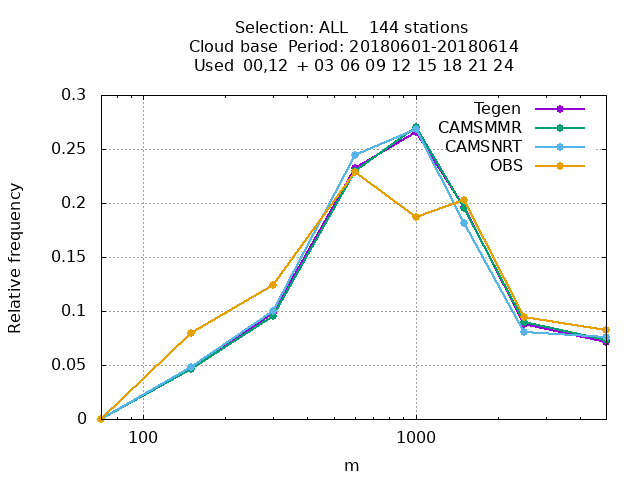 Selection: ALL    144 stations
Cloud base  Period: 20180601-20180614
Used  00,12  + 03 06 09 12 15 18 21 24
0.3
0.25
0.2
0.15
0.1
0.05
0
Relative frequency
Tegen
CAMSMMR
CAMSNRT
OBS
100
1000
m